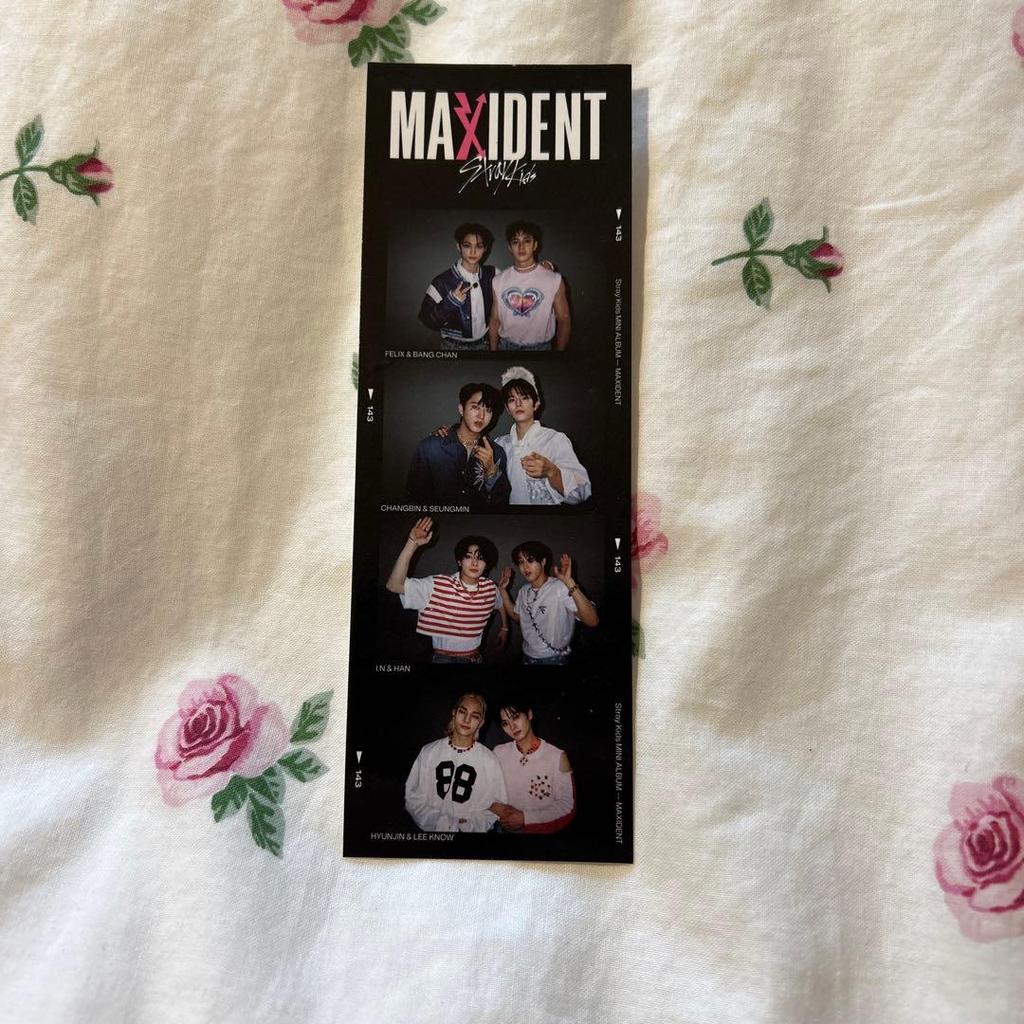 MAXIDENT
Stray Kids
143
Stray Kids MINI ALBUM — MAXIDENT
FELIX & BANG CHAN
143
CHANGBIN & SEUNGMIN
143
I.N & HAN
Stray Kids MINI ALBUM — MAXIDENT
143
88
HYUNJIN & LEE KNOW